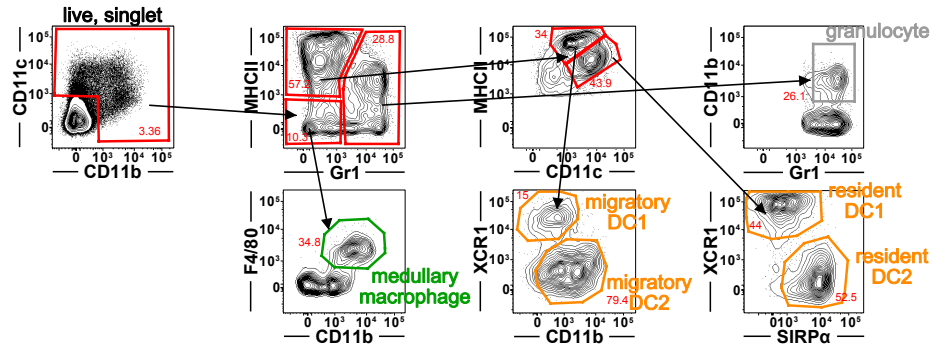 live, singlet
CD11c
10⁵
10⁴
10³
0
3.36
0 10³ 10⁴ 10⁵
CD11b
MHCII
10⁵
10⁴
10³
0
28.8
10.3
0 10³ 10⁴ 10⁵
Gr1
MHCII
10⁵
10⁴
10³
0
34
43.9
0 10³ 10⁴ 10⁵
CD11c
granulocyte
CD11b
10⁵
10⁴
10³
0
26.1
0 10³ 10⁴ 10⁵
Gr1
F4/80
10⁵
10⁴
10³
0
34.8
medullary
macrophage
0 10³ 10⁴ 10⁵
CD11b
XCR1
10⁵
10⁴
10³
0
15
migratory
DC1
migratory
DC2
79.4
0 10³ 10⁴ 10⁵
CD11b
XCR1
10⁵
10⁴
10³
0
44
resident
DC1
resident
DC2
52.5
0 10³ 10⁴ 10⁵
SIRPα